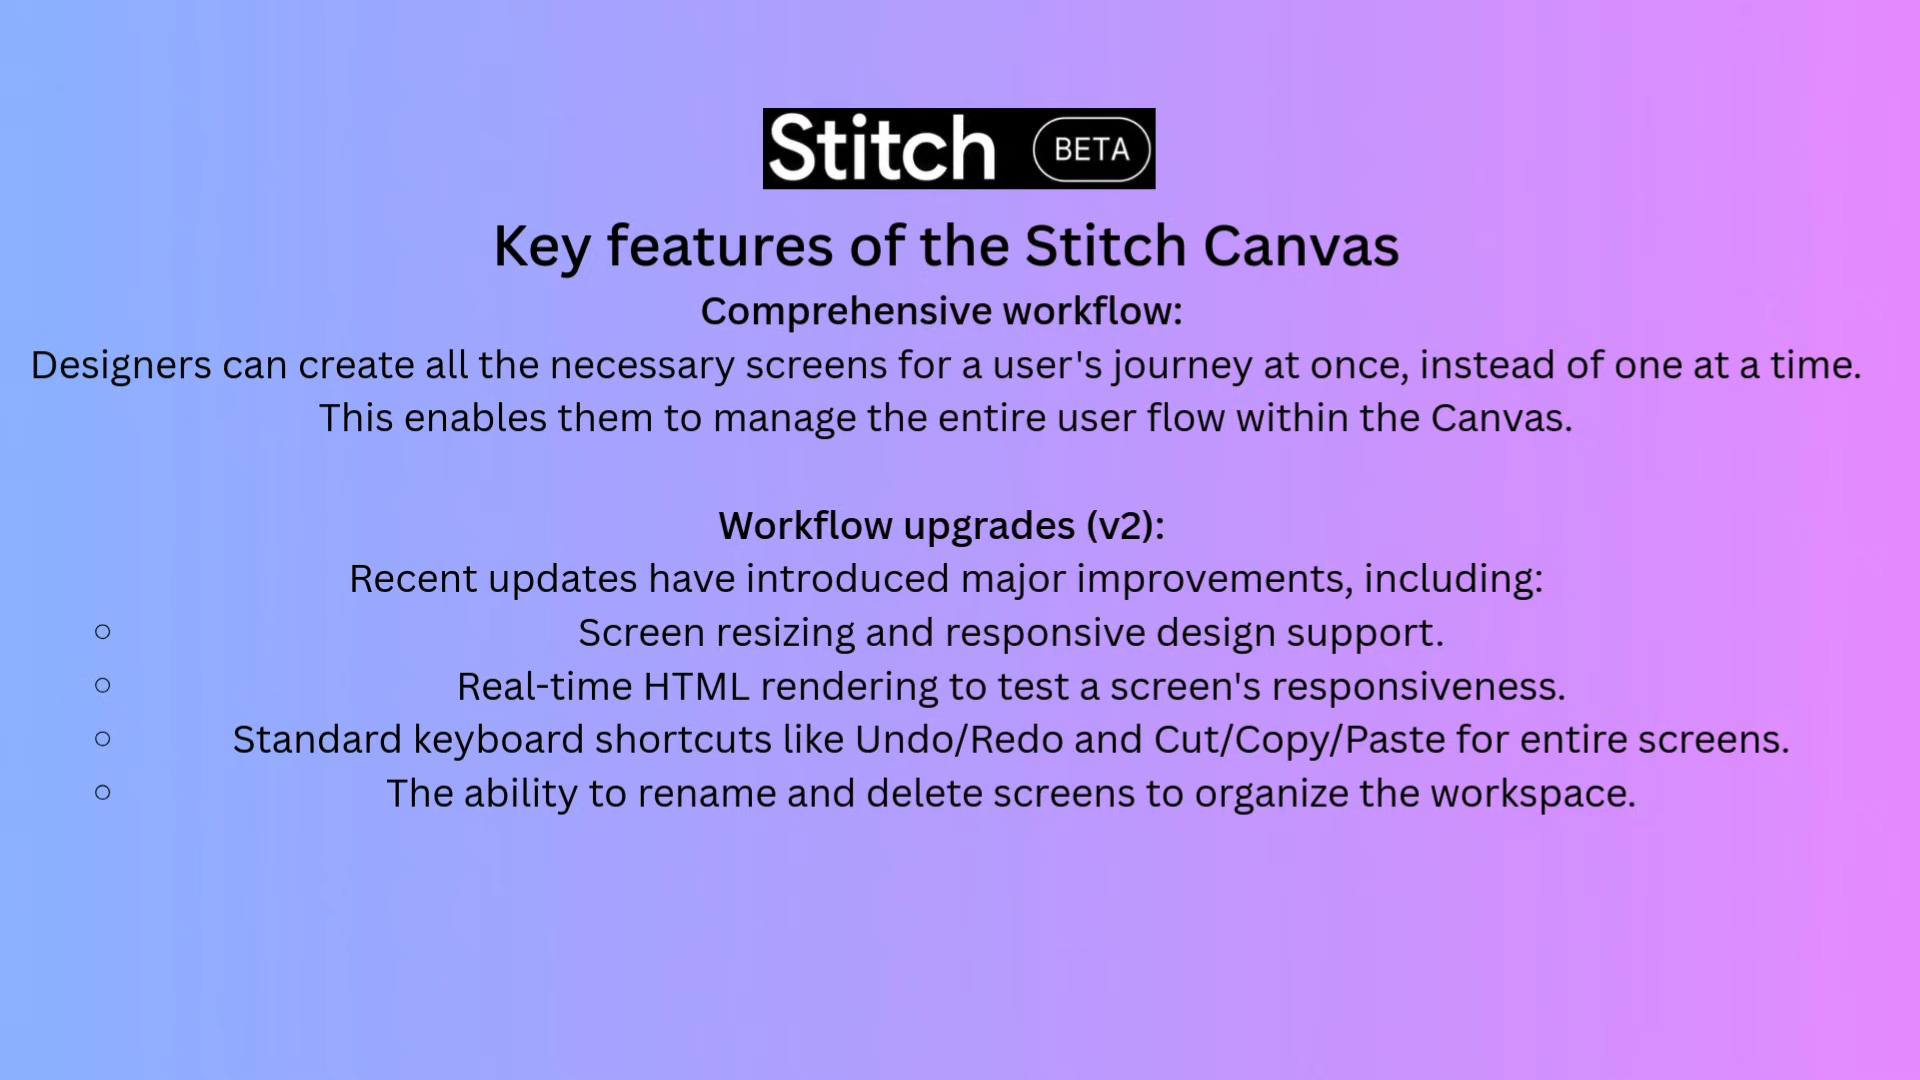 Stitch BETA
Key features of the Stitch Canvas
Comprehensive workflow:
Designers can create all the necessary screens for a user's journey at once, instead of one at a time.
This enables them to manage the entire user flow within the Canvas.
Workflow upgrades (v2):
Recent updates have introduced major improvements, including:
Screen resizing and responsive design support.
Real-time HTML rendering to test a screen's responsiveness.
Standard keyboard shortcuts like Undo/Redo and Cut/Copy/Paste for entire screens.
The ability to rename and delete screens to organize the workspace.